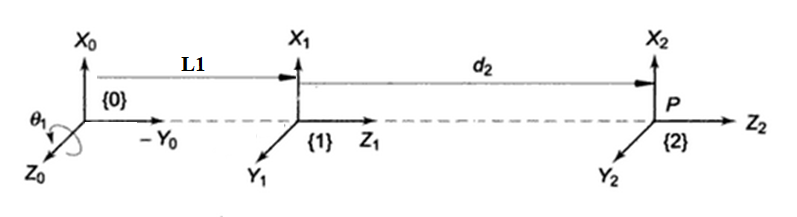 X0 X1 X2
L1 d2
{0} P
θ1 – Y0 {1} Z1 {2} Z2
Z0 Y1 Y2